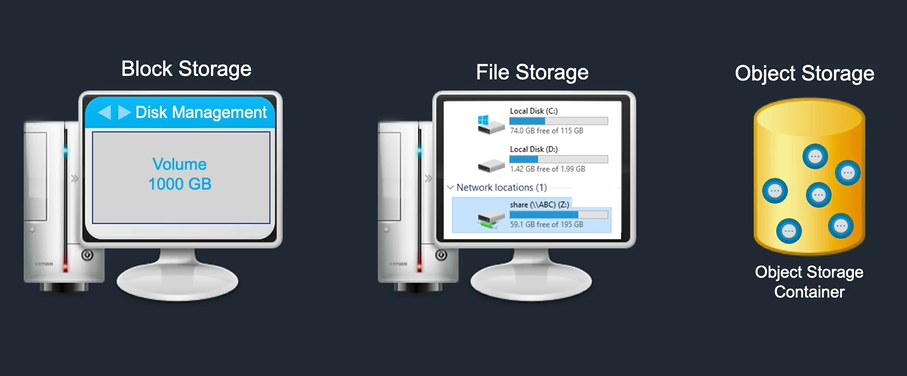 Block Storage
Disk Management
Volume
1000 GB
File Storage
Local Disk (C:)
74.0 GB free of 115 GB
Local Disk (D:)
1.42 GB free of 1.99 GB
Network locations (1)
share (\\ABC) (Z:)
59.1 GB free of 195 GB
Object Storage
Object Storage
Container